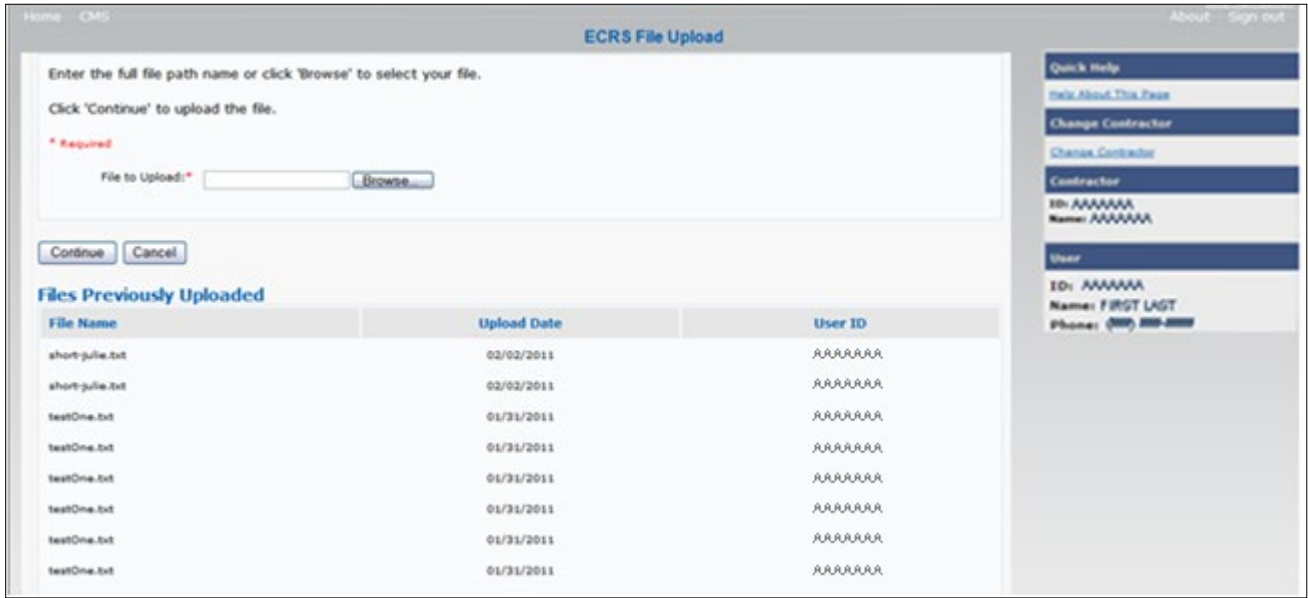 Home CMS About Sign out
ECRS File Upload
Enter the full file path name or click 'Browse' to select your file.
Click 'Continue' to upload the file.
* Required
File to Upload:* Browse...
Continue Cancel
Files Previously Uploaded
File Name Upload Date User ID
short-julie.txt 02/02/2011 AAAAAAA
short-julie.txt 02/02/2011 AAAAAAA
testOne.txt 01/31/2011 AAAAAAA
testOne.txt 01/31/2011 AAAAAAA
testOne.txt 01/31/2011 AAAAAAA
testOne.txt 01/31/2011 AAAAAAA
testOne.txt 01/31/2011 AAAAAAA
testOne.txt 01/31/2011 AAAAAAA
Quick Help
Help About This Page
Change Contractor
Change Contractor
Contractor
ID: AAAAAAA
Name: AAAAAAA
User
ID: AAAAAAA
Name: FIRST LAST
Phone: (###) ###-####